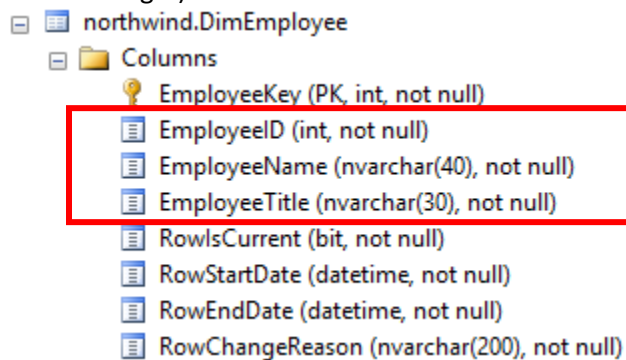 northwind.DimEmployee
Columns
EmployeeKey (PK, int, not null)
EmployeeID (int, not null)
EmployeeName (nvarchar(40), not null)
EmployeeTitle (nvarchar(30), not null)
RowIsCurrent (bit, not null)
RowStartDate (datetime, not null)
RowEndDate (datetime, not null)
RowChangeReason (nvarchar(200), not null)